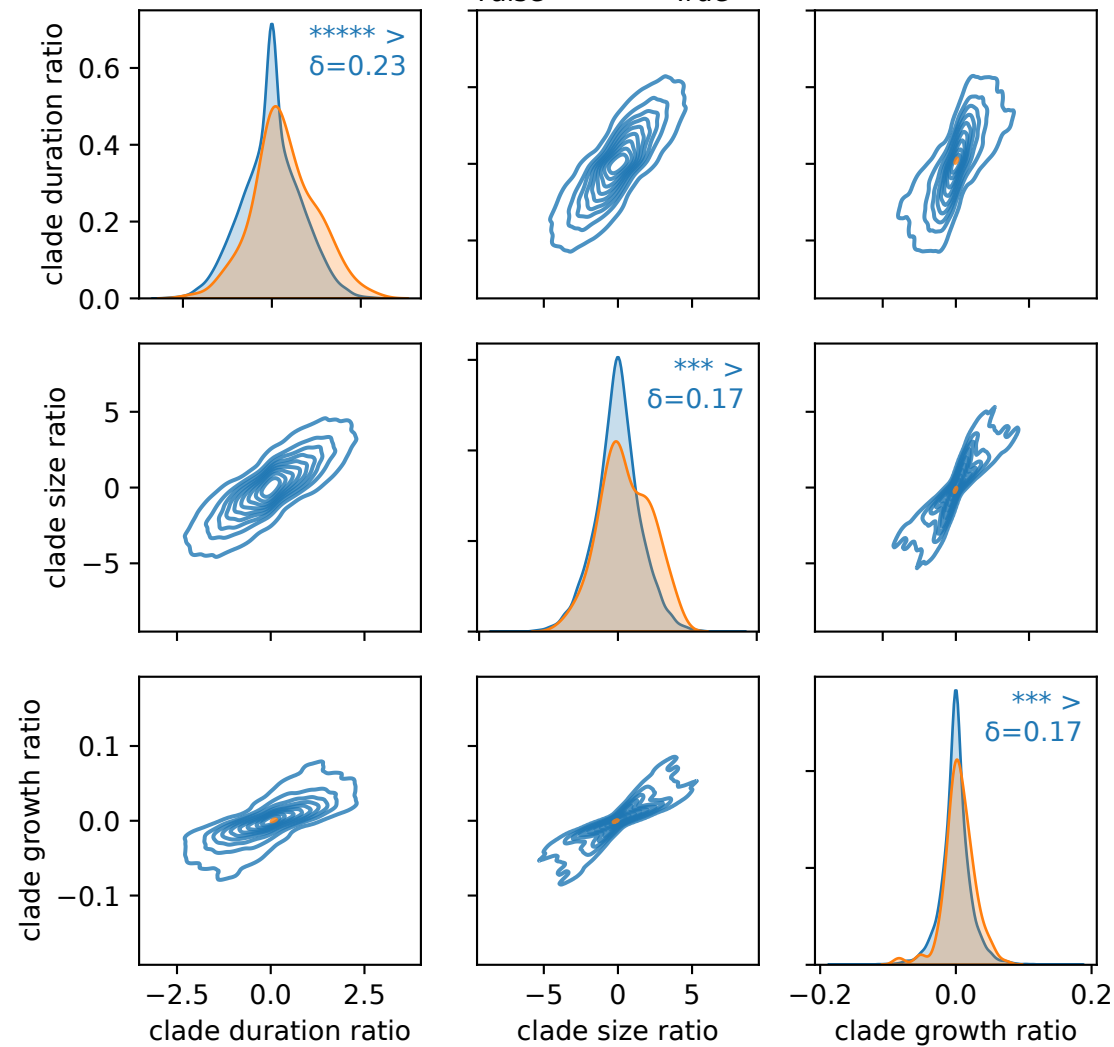 ***** >
δ=0.23
clade duration ratio
0.6
0.4
0.2
0.0
*** >
δ=0.17
clade size ratio
5
0
−5
*** >
δ=0.17
clade growth ratio
0.1
0.0
−0.1
−2.5 0.0 2.5
−5 0 5
−0.2 0.0 0.2
clade duration ratio
clade size ratio
clade growth ratio